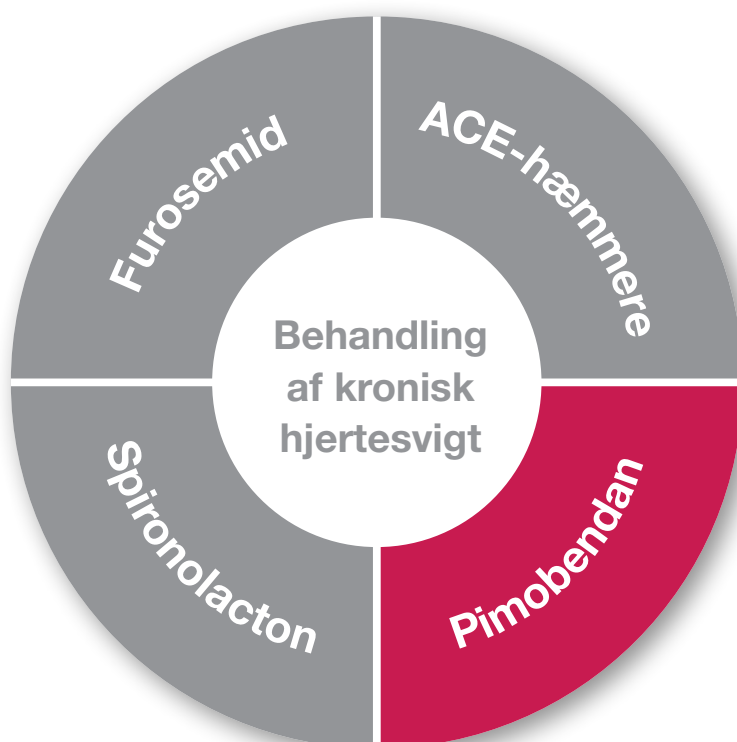 Furosemid
ACE-hæmmere
Behandling
af kronisk
hjertesvigt
Spironolacton
Pimobendan